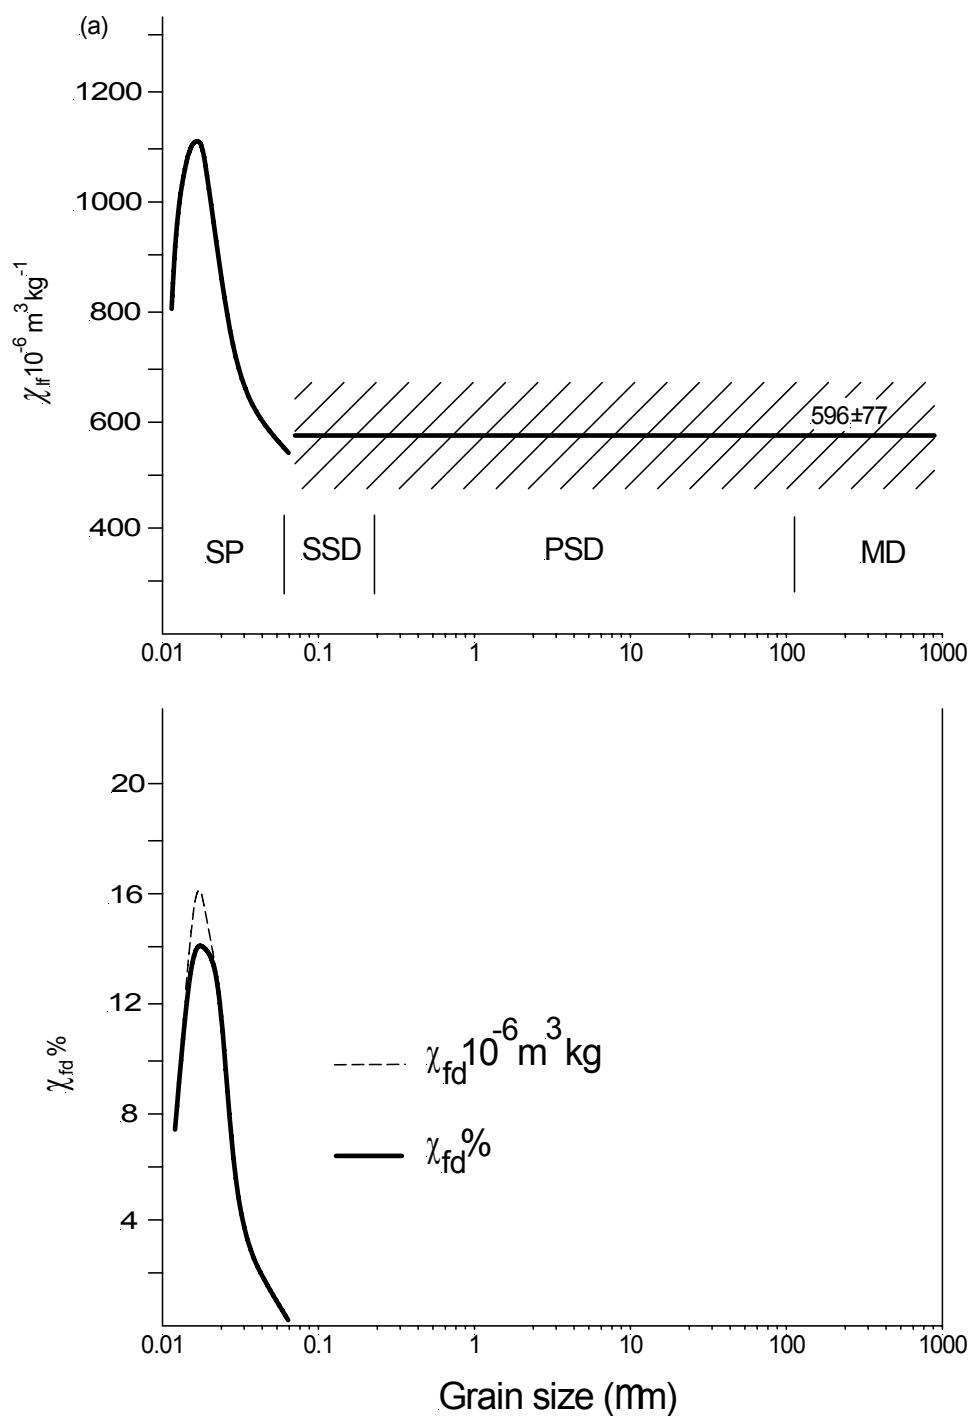 (a)
1200
1000
800
600
400
χlf 10-6 m3 kg-1
596±77
SP SSD PSD MD
0.01 0.1 1 10 100 1000
20
16
12
8
4
χfd %
χfd 10-6 m3 kg
χfd %
0.01 0.1 1 10 100 1000
Grain size (mm)